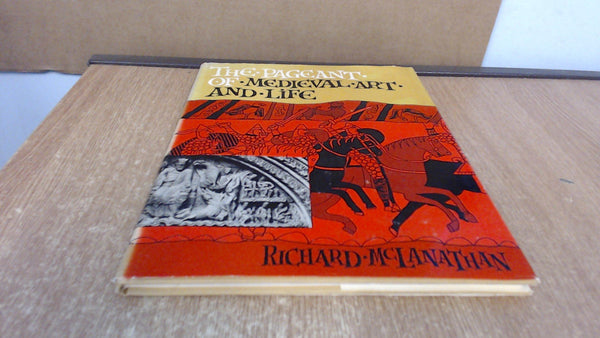 THE·PAGEANT·
OF·MEDIEVAL·ART·
AND·LIFE
RICHARD·MCLANATHAN